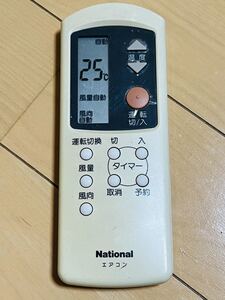 自動
25℃
温度
風量自動
風向
自動
運転
切/入
運転切換
切
入
風量
タイマー
風向
取消
予約
National
エアコン